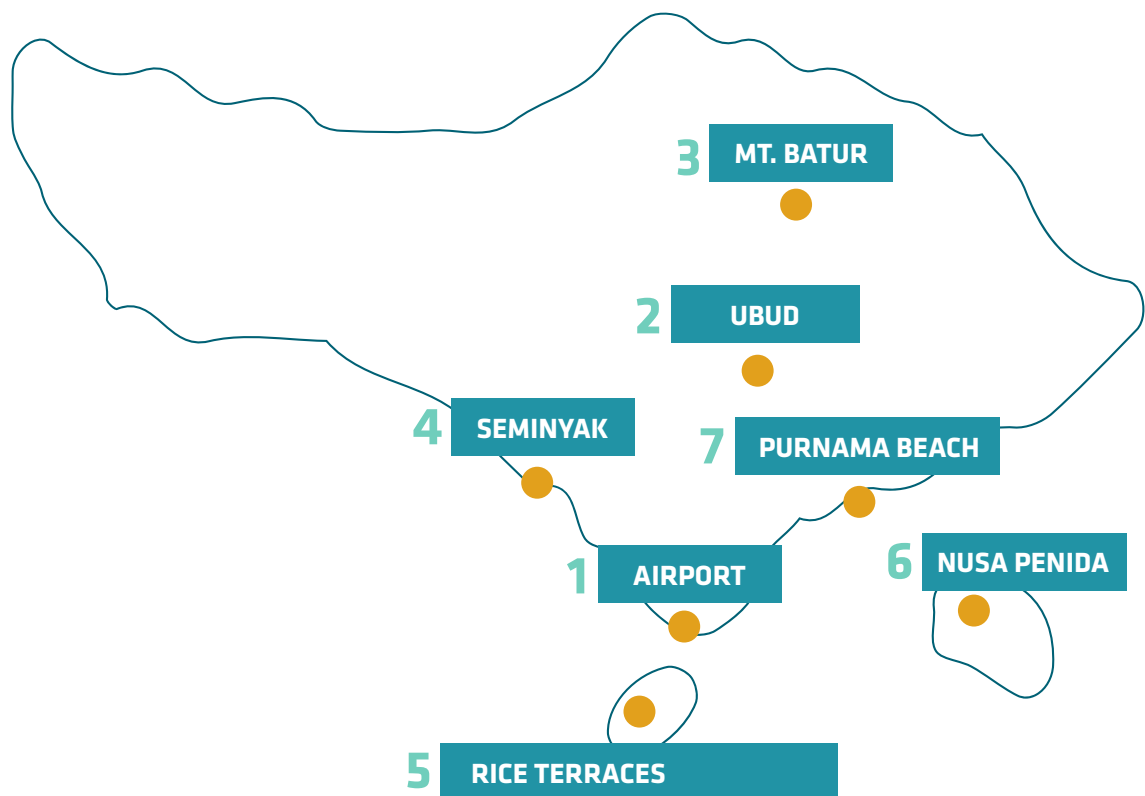 3 MT. BATUR
2 UBUD
4 SEMINYAK
7 PURNAMA BEACH
1 AIRPORT
6 NUSA PENIDA
5 RICE TERRACES